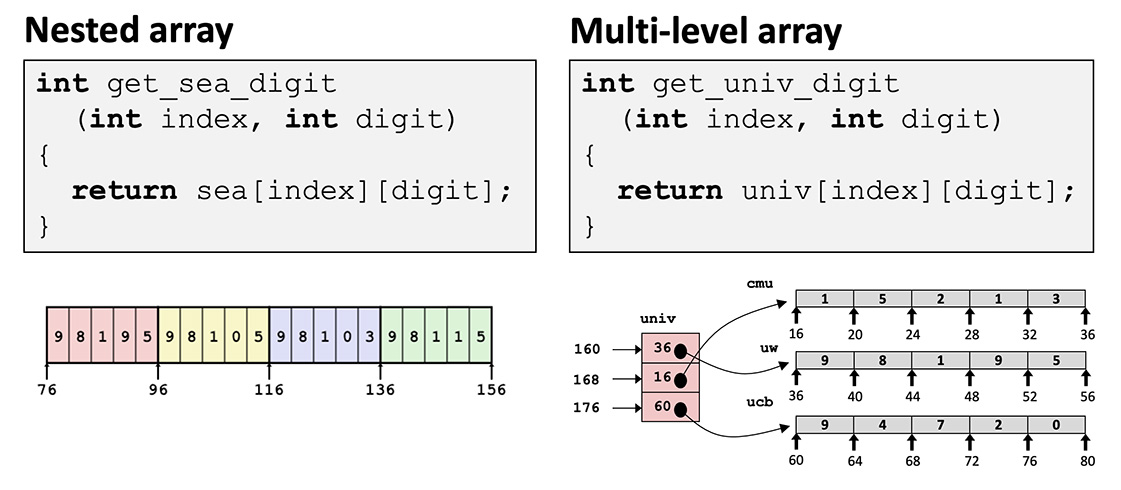 Nested array
int get_sea_digit
(int index, int digit)
{
return sea[index][digit];
}
9 8 1 9 5 9 8 1 0 5 9 8 1 0 3 9 8 1 1 5
76 96 116 136 156
Multi-level array
int get_univ_digit
(int index, int digit)
{
return univ[index][digit];
}
univ
160 36
168 16
176 60
cmu
1 5 2 1 3
16 20 24 28 32 36
uw
9 8 1 9 5
36 40 44 48 52 56
ucb
9 4 7 2 0
60 64 68 72 76 80